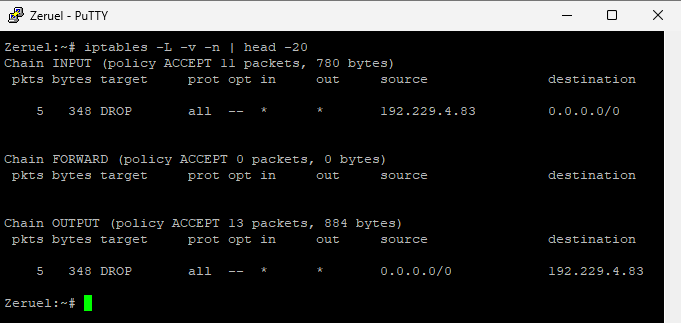 Zeruel - PuTTY
Zeruel:~# iptables -L -v -n | head -20
Chain INPUT (policy ACCEPT 11 packets, 780 bytes)
 pkts bytes target     prot opt in     out     source               destination
    5   348 DROP       all  --  *      *       192.229.4.83         0.0.0.0/0
Chain FORWARD (policy ACCEPT 0 packets, 0 bytes)
 pkts bytes target     prot opt in     out     source               destination
Chain OUTPUT (policy ACCEPT 13 packets, 884 bytes)
 pkts bytes target     prot opt in     out     source               destination
    5   348 DROP       all  --  *      *       0.0.0.0/0            192.229.4.83
Zeruel:~#